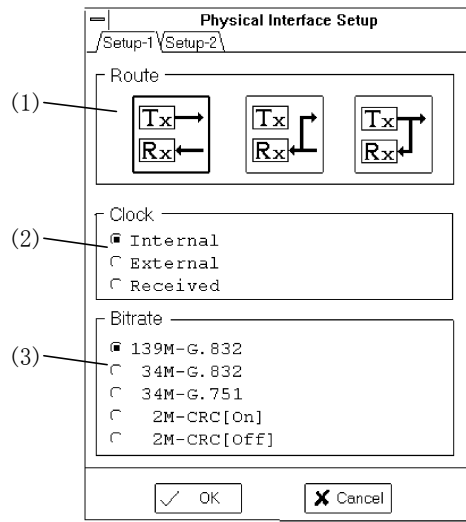 Physical Interface Setup
Setup-1 Setup-2
Route
(1)
Tx Tx Tx
Rx Rx Rx
Clock
(2)
Internal
External
Received
Bitrate
(3)
139M-G.832
34M-G.832
34M-G.751
2M-CRC[On]
2M-CRC[Off]
OK Cancel